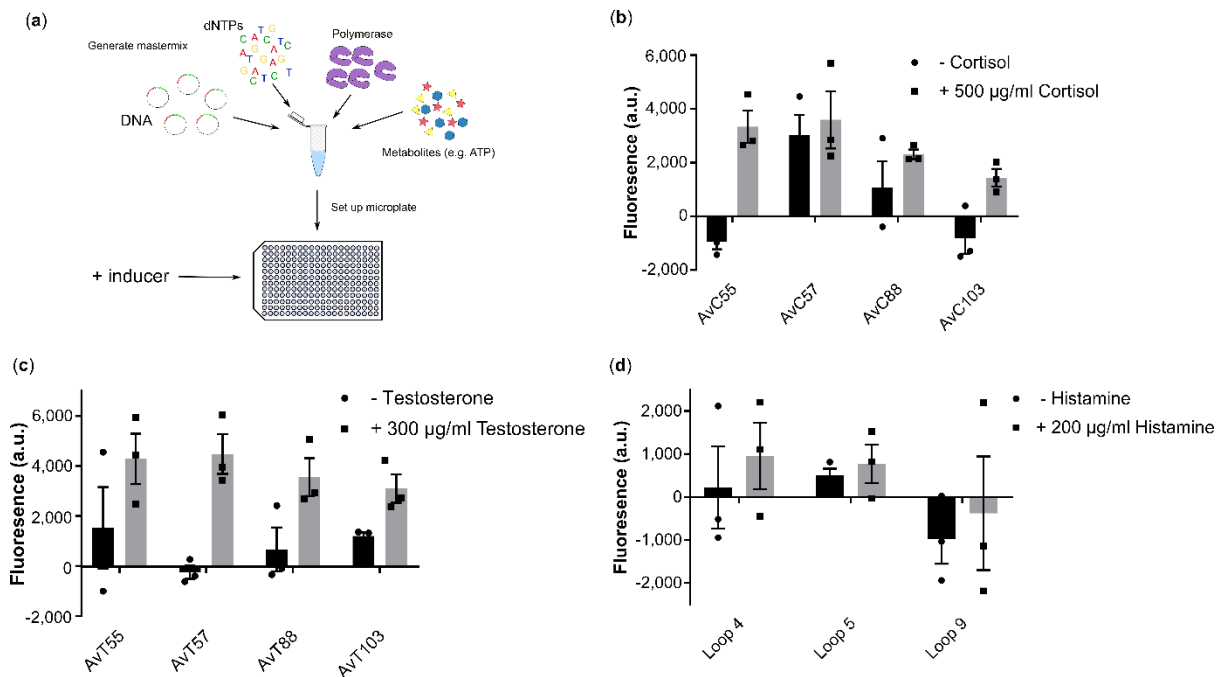 (a)
Generate mastermix
dNTPs
Polymerase
DNA
Metabolites (e.g. ATP)
Set up microplate
+ inducer
(b)
Fluoresence (a.u.)
6,000
4,000
2,000
0
-2,000
- Cortisol
+ 500 µg/ml Cortisol
AvC55
AvC57
AvC88
AvC103
(c)
Fluoresence (a.u.)
6,000
4,000
2,000
0
-2,000
- Testosterone
+ 300 µg/ml Testosterone
AvT55
AvT57
AvT88
AvT103
(d)
Fluoresence (a.u.)
2,000
1,000
0
-1,000
-2,000
- Histamine
+ 200 µg/ml Histamine
Loop 4
Loop 5
Loop 9